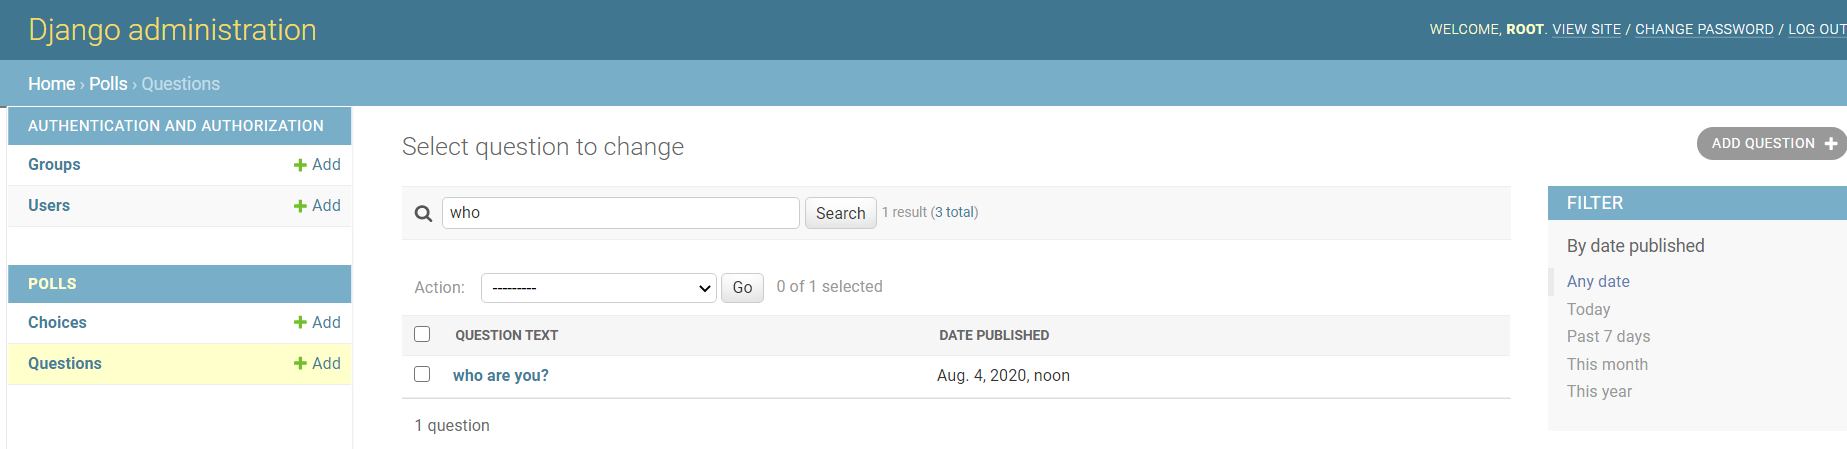 Django administration
WELCOME, ROOT. VIEW SITE / CHANGE PASSWORD / LOG OUT
Home › Polls › Questions
AUTHENTICATION AND AUTHORIZATION
Groups + Add
Users + Add
POLLS
Choices + Add
Questions + Add
Select question to change
ADD QUESTION +
who Search 1 result (3 total)
Action: --------- Go 0 of 1 selected
QUESTION TEXT DATE PUBLISHED
who are you? Aug. 4, 2020, noon
1 question
FILTER
By date published
Any date
Today
Past 7 days
This month
This year